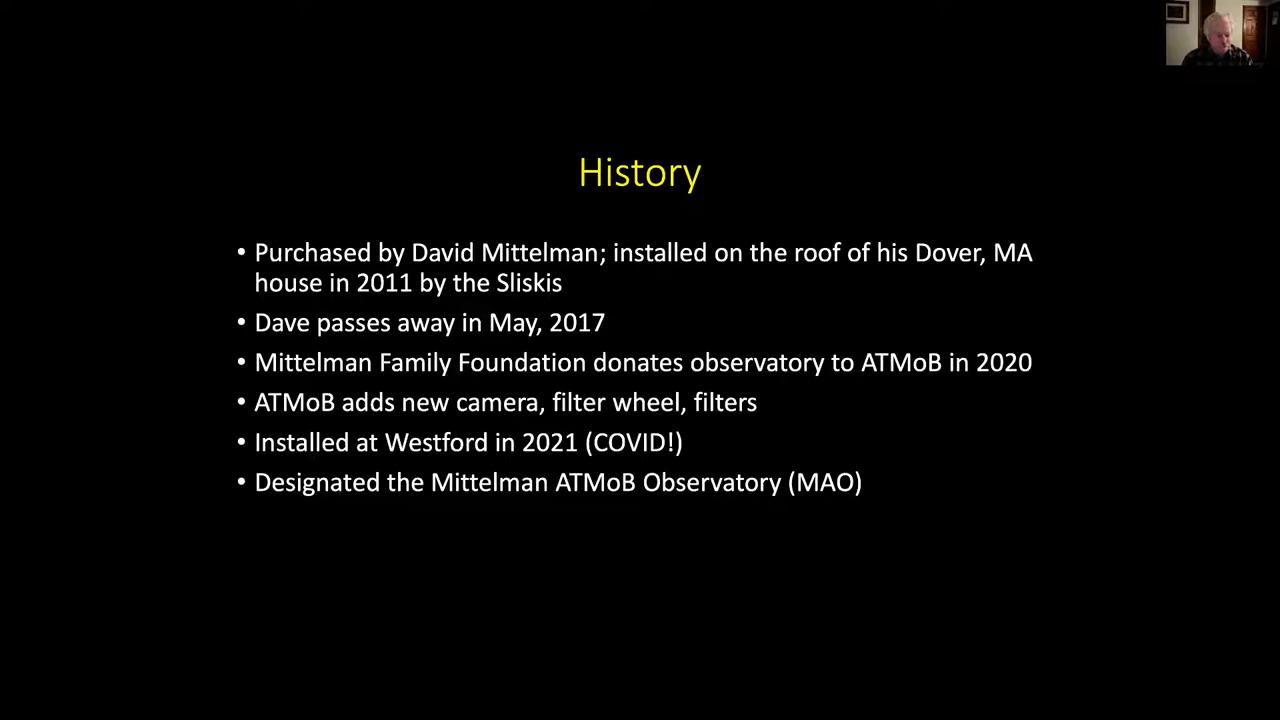 History
• Purchased by David Mittelman; installed on the roof of his Dover, MA
house in 2011 by the Sliskis
• Dave passes away in May, 2017
• Mittelman Family Foundation donates observatory to ATMoB in 2020
• ATMoB adds new camera, filter wheel, filters
• Installed at Westford in 2021 (COVID!)
• Designated the Mittelman ATMoB Observatory (MAO)